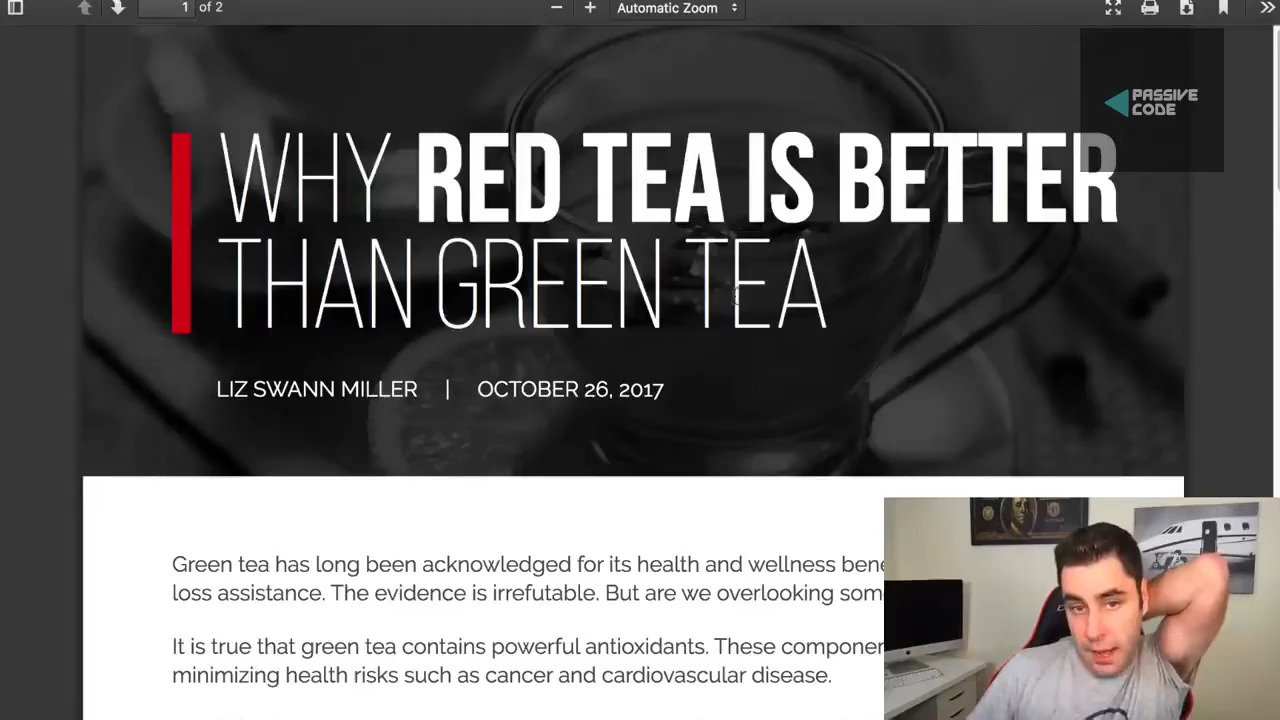 1 of 2
Automatic Zoom
PASSIVE
CODE
WHY RED TEA IS BETTER
THAN GREEN TEA
LIZ SWANN MILLER | OCTOBER 26, 2017
Green tea has long been acknowledged for its health and wellness bene
loss assistance. The evidence is irrefutable. But are we overlooking som
It is true that green tea contains powerful antioxidants. These componen
minimizing health risks such as cancer and cardiovascular disease.